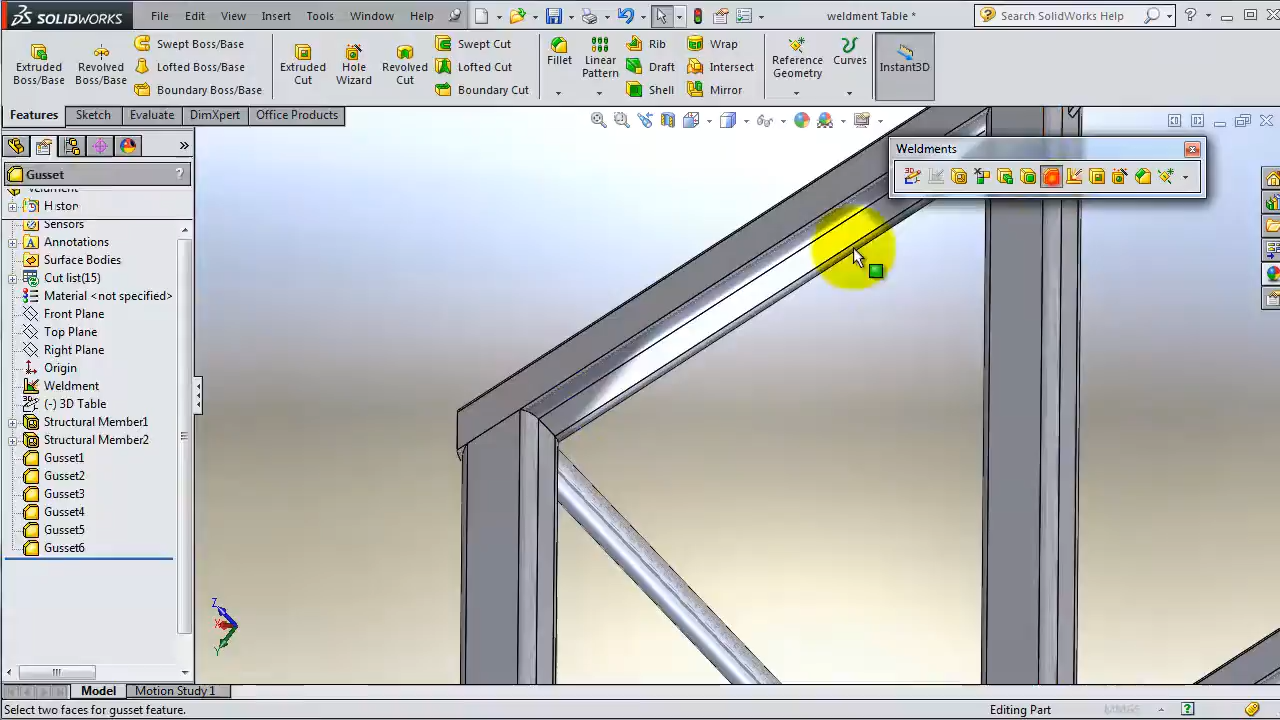 SOLIDWORKS File Edit View Insert Tools Window Help weldment Table * Search SolidWorks Help
Extruded Boss/Base
Revolved Boss/Base
Swept Boss/Base
Lofted Boss/Base
Boundary Boss/Base
Extruded Cut
Hole Wizard
Revolved Cut
Swept Cut
Lofted Cut
Boundary Cut
Fillet
Linear Pattern
Rib
Draft
Shell
Wrap
Intersect
Mirror
Reference Geometry
Curves
Instant3D
Features Sketch Evaluate DimXpert Office Products
Weldments
Gusset ?
Histor
Sensors
Annotations
Surface Bodies
Cut list(15)
Material <not specified>
Front Plane
Top Plane
Right Plane
Origin
Weldment
(-) 3D Table
Structural Member1
Structural Member2
Gusset1
Gusset2
Gusset3
Gusset4
Gusset5
Gusset6
Z
X
Y
Model Motion Study 1
Select two faces for gusset feature. Editing Part